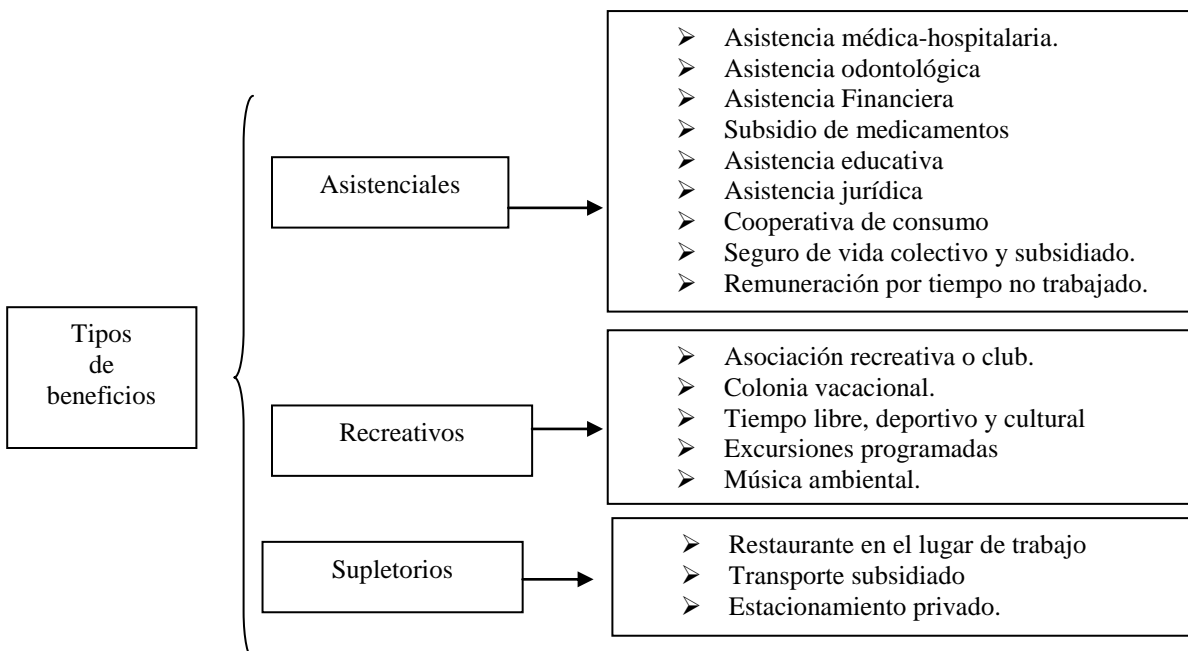 Tipos
de
beneficios
Asistenciales
Asistencia médica-hospitalaria.
Asistencia odontológica
Asistencia Financiera
Subsidio de medicamentos
Asistencia educativa
Asistencia jurídica
Cooperativa de consumo
Seguro de vida colectivo y subsidiado.
Remuneración por tiempo no trabajado.
Recreativos
Asociación recreativa o club.
Colonia vacacional.
Tiempo libre, deportivo y cultural
Excursiones programadas
Música ambiental.
Supletorios
Restaurante en el lugar de trabajo
Transporte subsidiado
Estacionamiento privado.